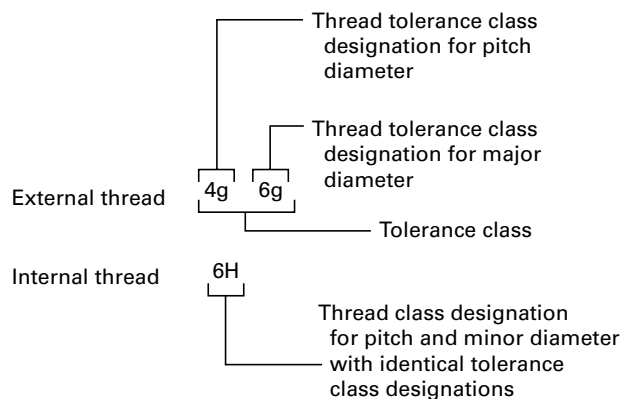 Thread tolerance class
designation for pitch
diameter
Thread tolerance class
designation for major
diameter
External thread
4g 6g
Tolerance class
Internal thread
6H
Thread class designation
for pitch and minor diameter
with identical tolerance
class designations